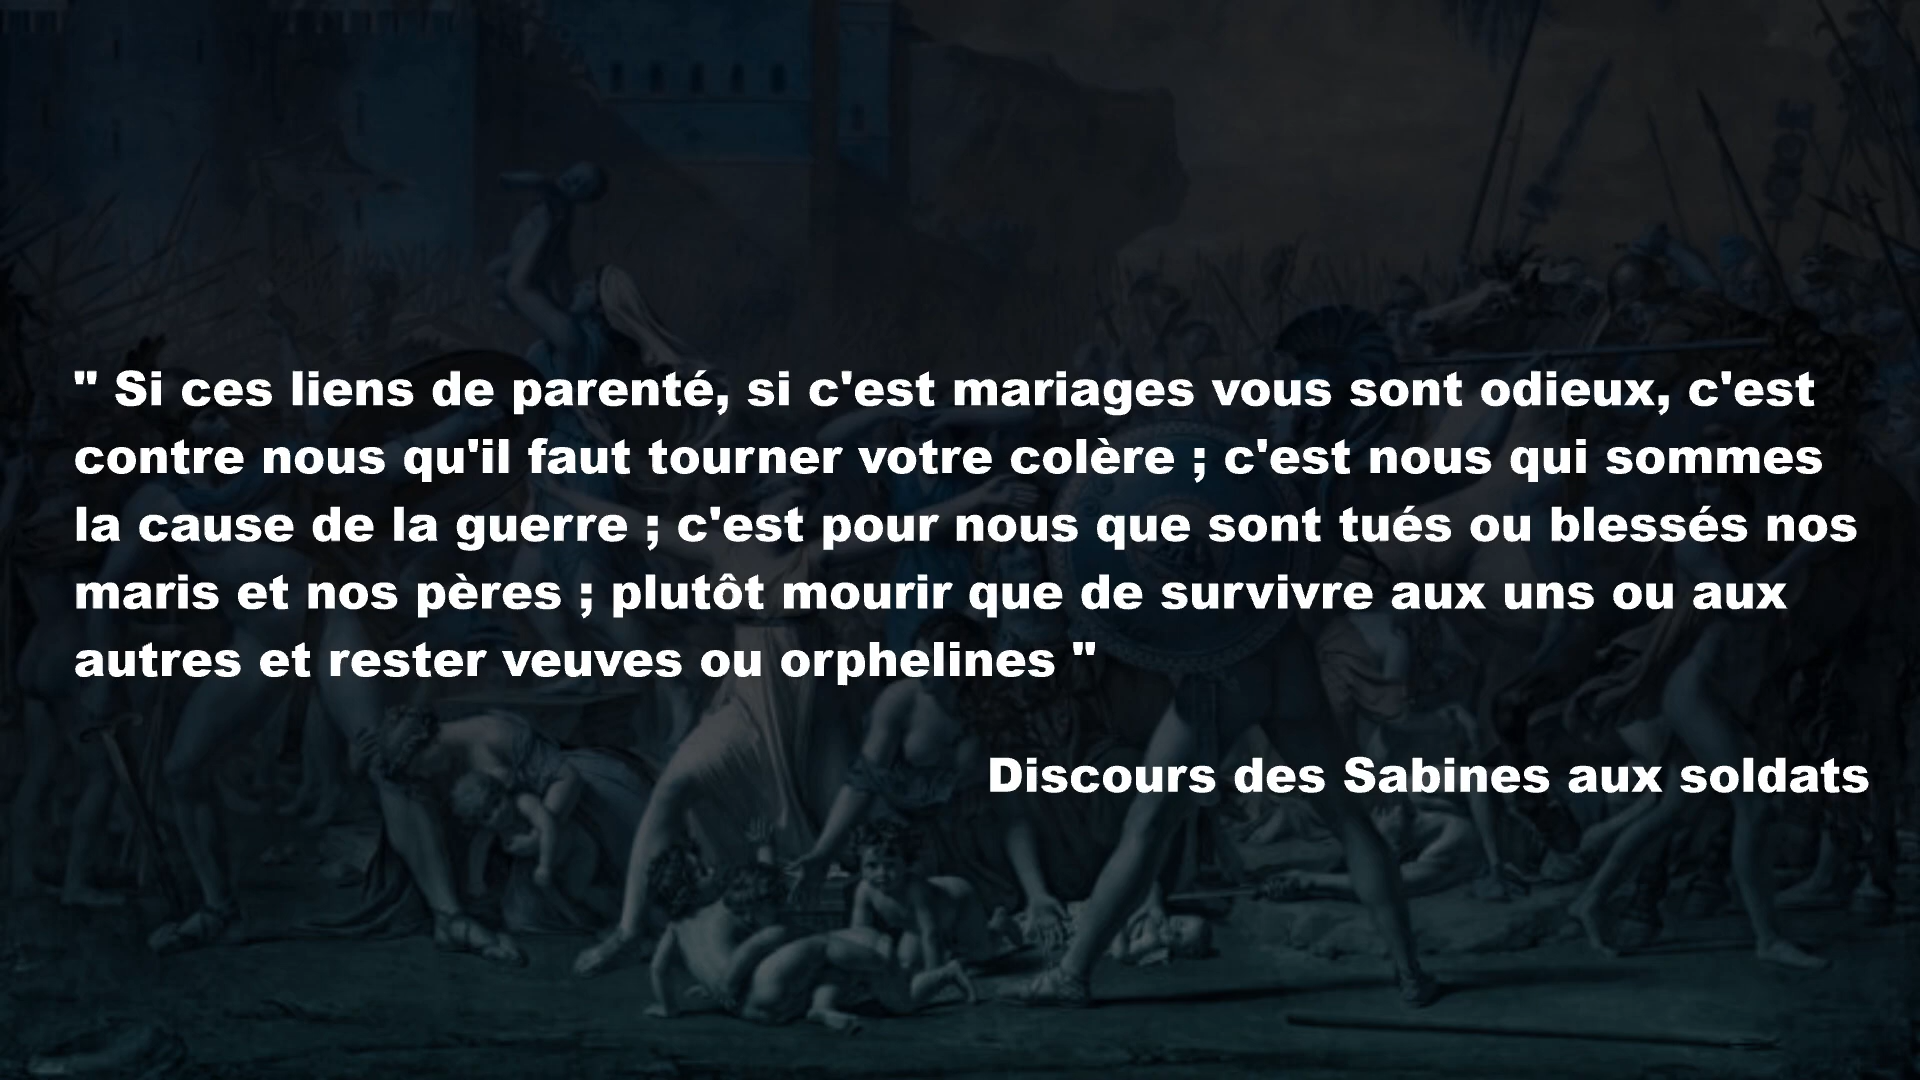 " Si ces liens de parenté, si c'est mariages vous sont odieux, c'est
contre nous qu'il faut tourner votre colère ; c'est nous qui sommes
la cause de la guerre ; c'est pour nous que sont tués ou blessés nos
maris et nos pères ; plutôt mourir que de survivre aux uns ou aux
autres et rester veuves ou orphelines "
Discours des Sabines aux soldats